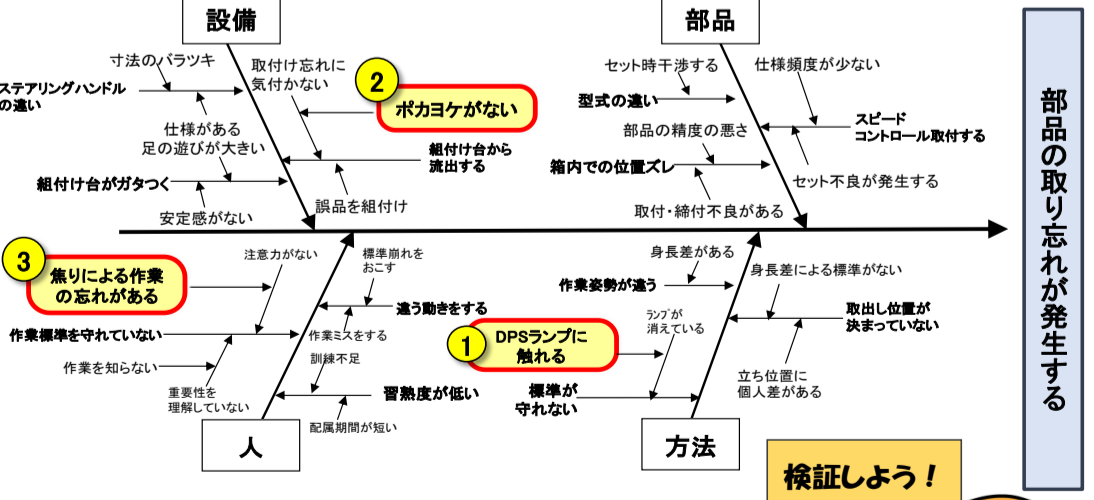 設備
部品
寸法のバラツキ
ステアリングハンドル
の違い
仕様がある
足の遊びが大きい
組付け台がガタつく
安定感がない
取付け忘れに
気付かない
2
ポカヨケがない
組付け台から
流出する
誤品を組付け
セット時干渉する
型式の違い
部品の精度の悪さ
箱内での位置ズレ
取付・締付不良がある
仕様頻度が少ない
スピード
コントロール取付する
セット不良が発生する
部品の取り忘れが発生する
3
焦りによる作業
の忘れがある
注意力がない
作業標準を守れていない
作業を知らない
重要性を
理解していない
標準崩れを
おこす
違う動きをする
作業ミスをする
訓練不足
習熟度が低い
配属期間が短い
人
身長差がある
作業姿勢が違う
ランプが
消えている
1
DPSランプに
触れる
標準が
守れない
身長差による標準がない
取出し位置が
決まっていない
立ち位置に
個人差がある
方法
検証しよう！